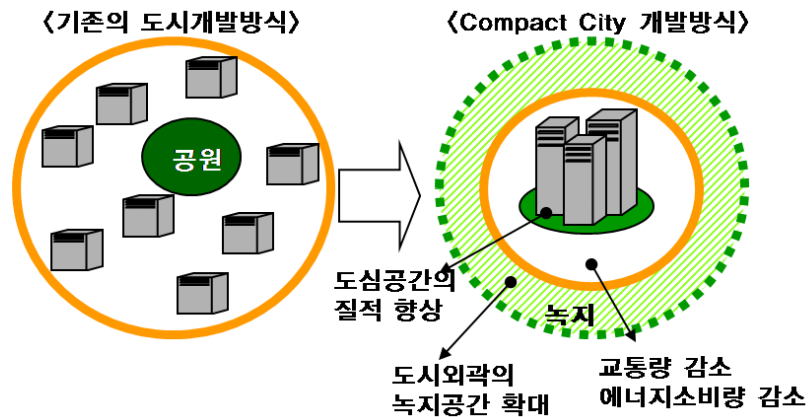 〈기존의 도시개발방식〉
〈Compact City 개발방식〉
공원
도심공간의
질적 향상
녹지
도시외곽의
녹지공간 확대
교통량 감소
에너지소비량 감소